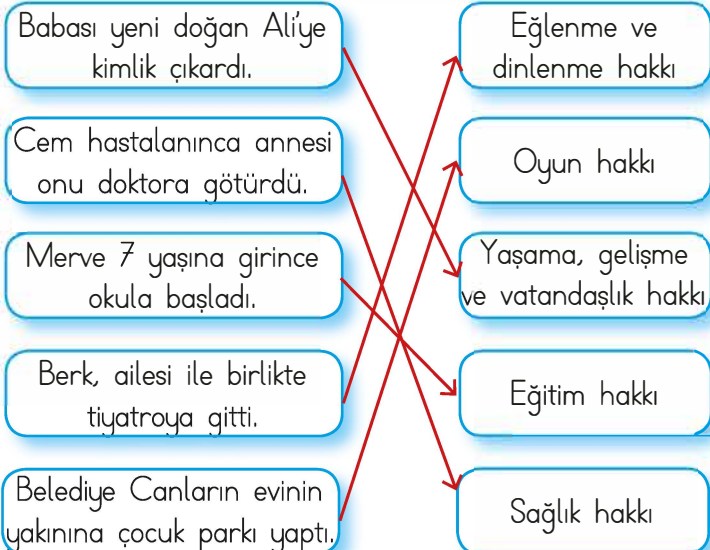 Babası yeni doğan Ali'ye
kimlik çıkardı.
Cem hastalanınca annesi
onu doktora götürdü.
Merve 7 yaşına girince
okula başladı.
Berk, ailesi ile birlikte
tiyatroya gitti.
Belediye Canların evinin
yakınına çocuk parkı yaptı.
Eğlenme ve
dinlenme hakkı
Oyun hakkı
Yaşama, gelişme
ve vatandaşlık hakkı
Eğitim hakkı
Sağlık hakkı